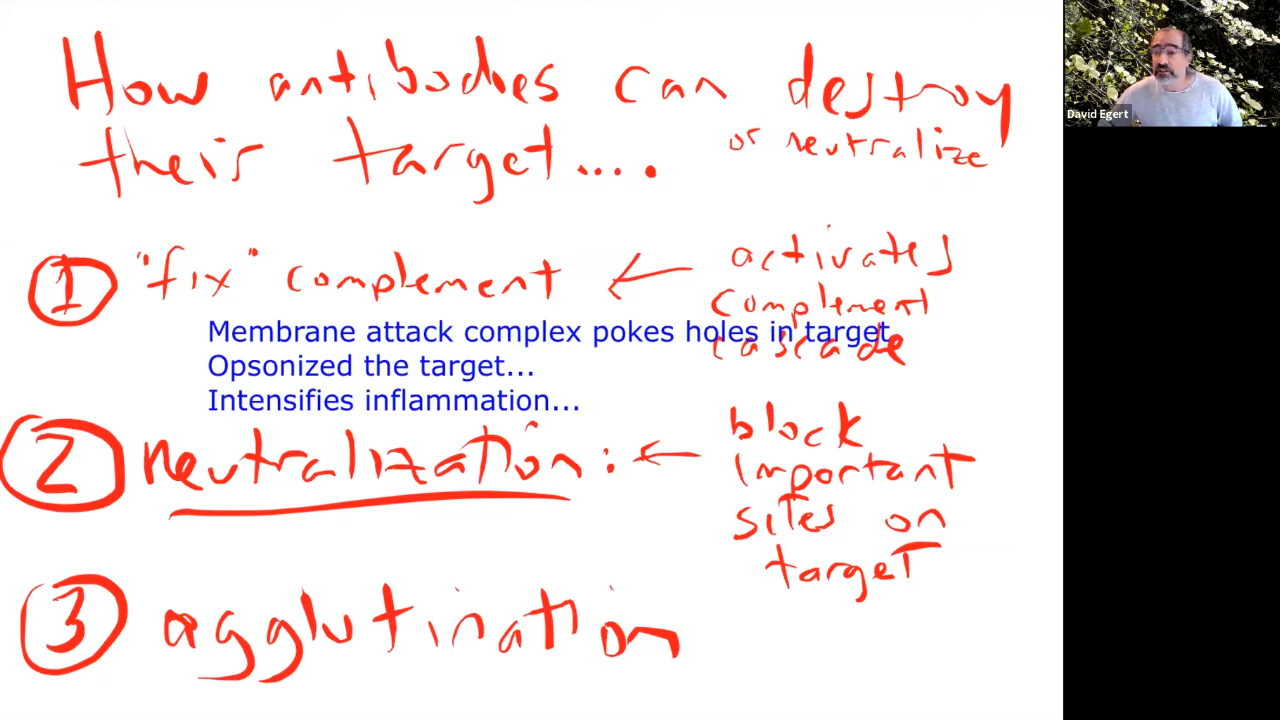 How antibodies can destroy
or neutralize
their target....
① "fix" complement ← activates
complement
cascade
Membrane attack complex pokes holes in target
Opsonized the target...
Intensifies inflammation...
② neutralization: ← block
important
sites on
target
③ agglutination
David Egert